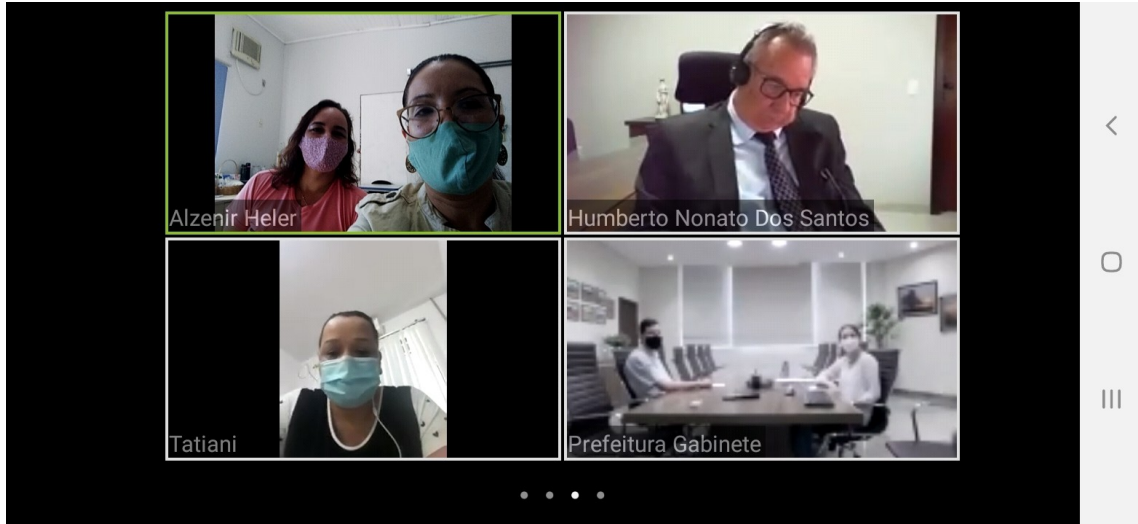 Alzenir Heler
Humberto Nonato Dos Santos
Tatiani
Prefeitura Gabinete